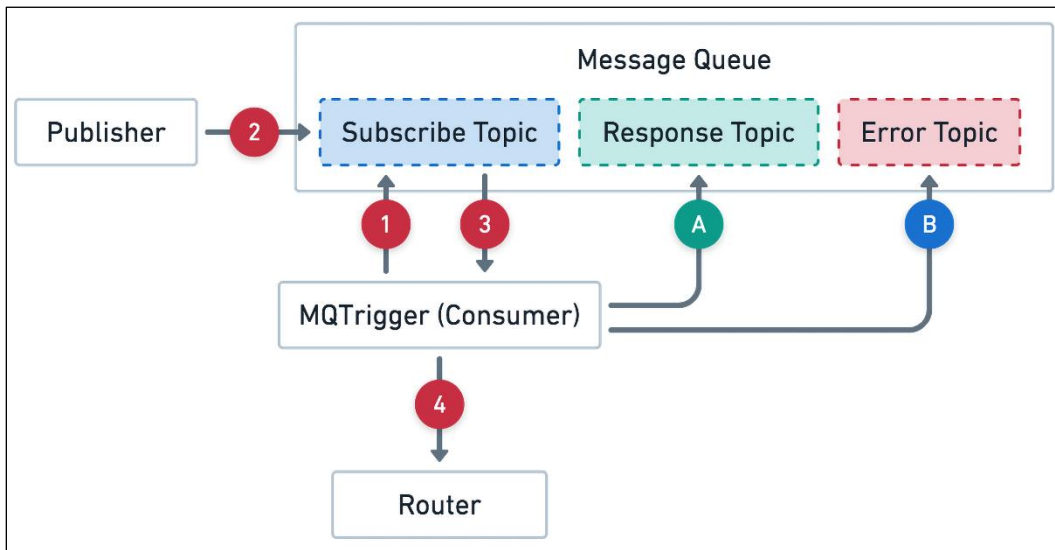 Message Queue
Publisher
2
Subscribe Topic
Response Topic
Error Topic
1
3
A
B
MQTrigger (Consumer)
4
Router